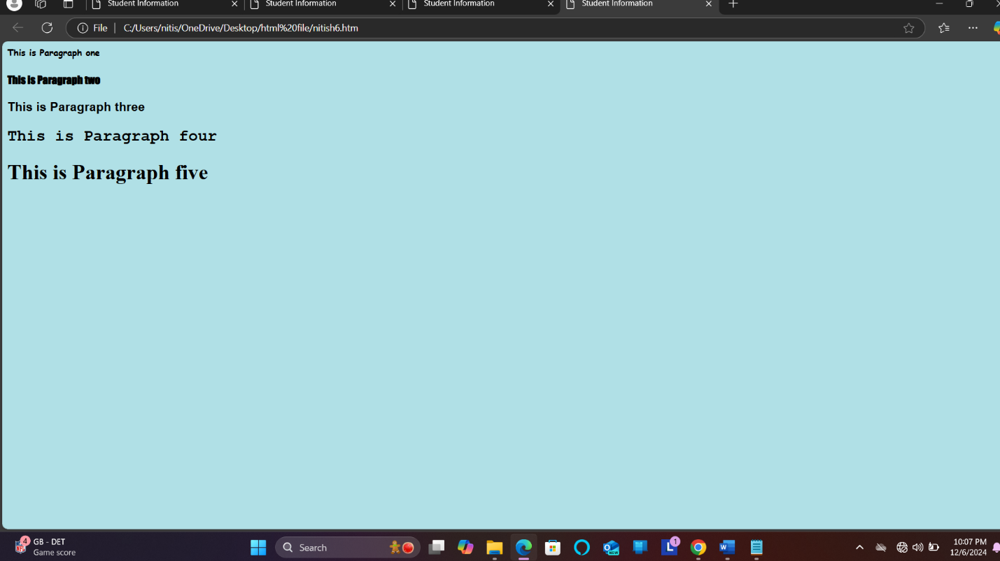 Student Information
Student Information
Student Information
Student Information
File
C:/Users/nitis/OneDrive/Desktop/html%20file/nitish6.htm
This is Paragraph one
This is Paragraph two
This is Paragraph three
This is Paragraph four
This is Paragraph five
4
GB - DET
Game score
Search
NEW
L
1
W
10:07 PM
12/6/2024